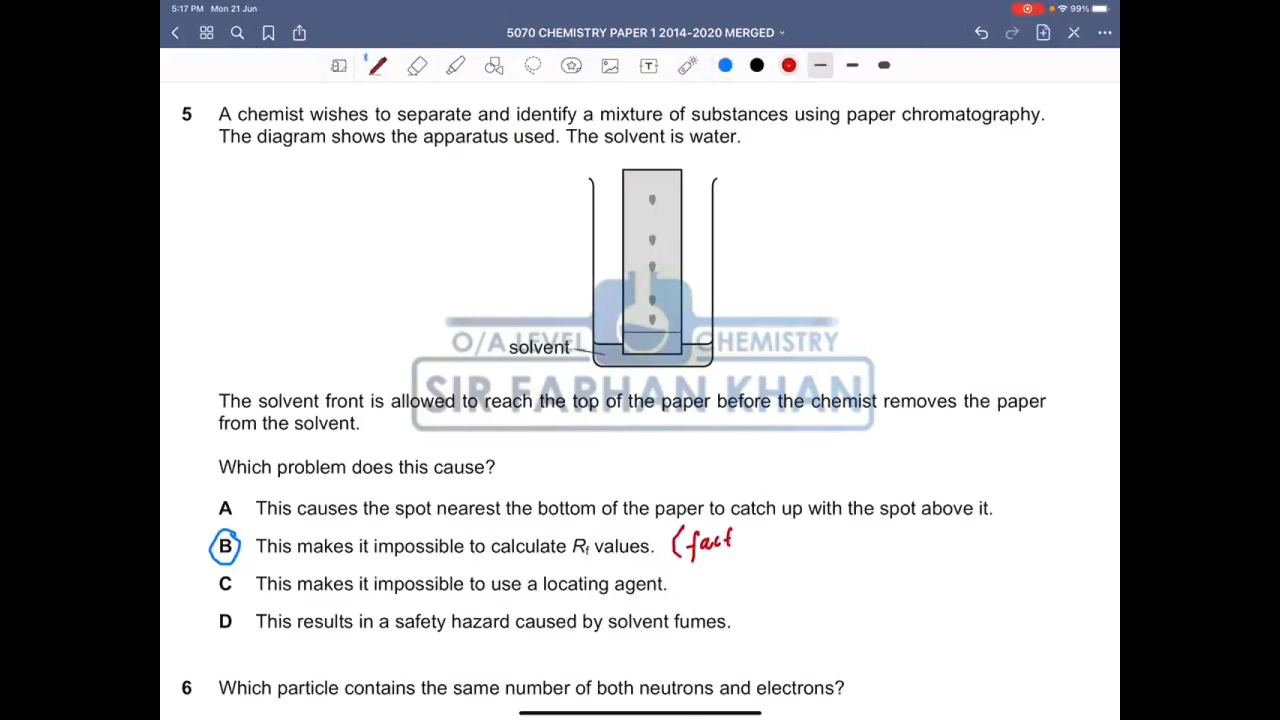 5:17 PM Mon 21 Jun
99%
5070 CHEMISTRY PAPER 1 2014-2020 MERGED
5 A chemist wishes to separate and identify a mixture of substances using paper chromatography.
The diagram shows the apparatus used. The solvent is water.
O/A LEVEL CHEMISTRY
solvent
SIR FARHAN KHAN
The solvent front is allowed to reach the top of the paper before the chemist removes the paper
from the solvent.
Which problem does this cause?
A This causes the spot nearest the bottom of the paper to catch up with the spot above it.
B This makes it impossible to calculate Rf values. (fact
C This makes it impossible to use a locating agent.
D This results in a safety hazard caused by solvent fumes.
6 Which particle contains the same number of both neutrons and electrons?